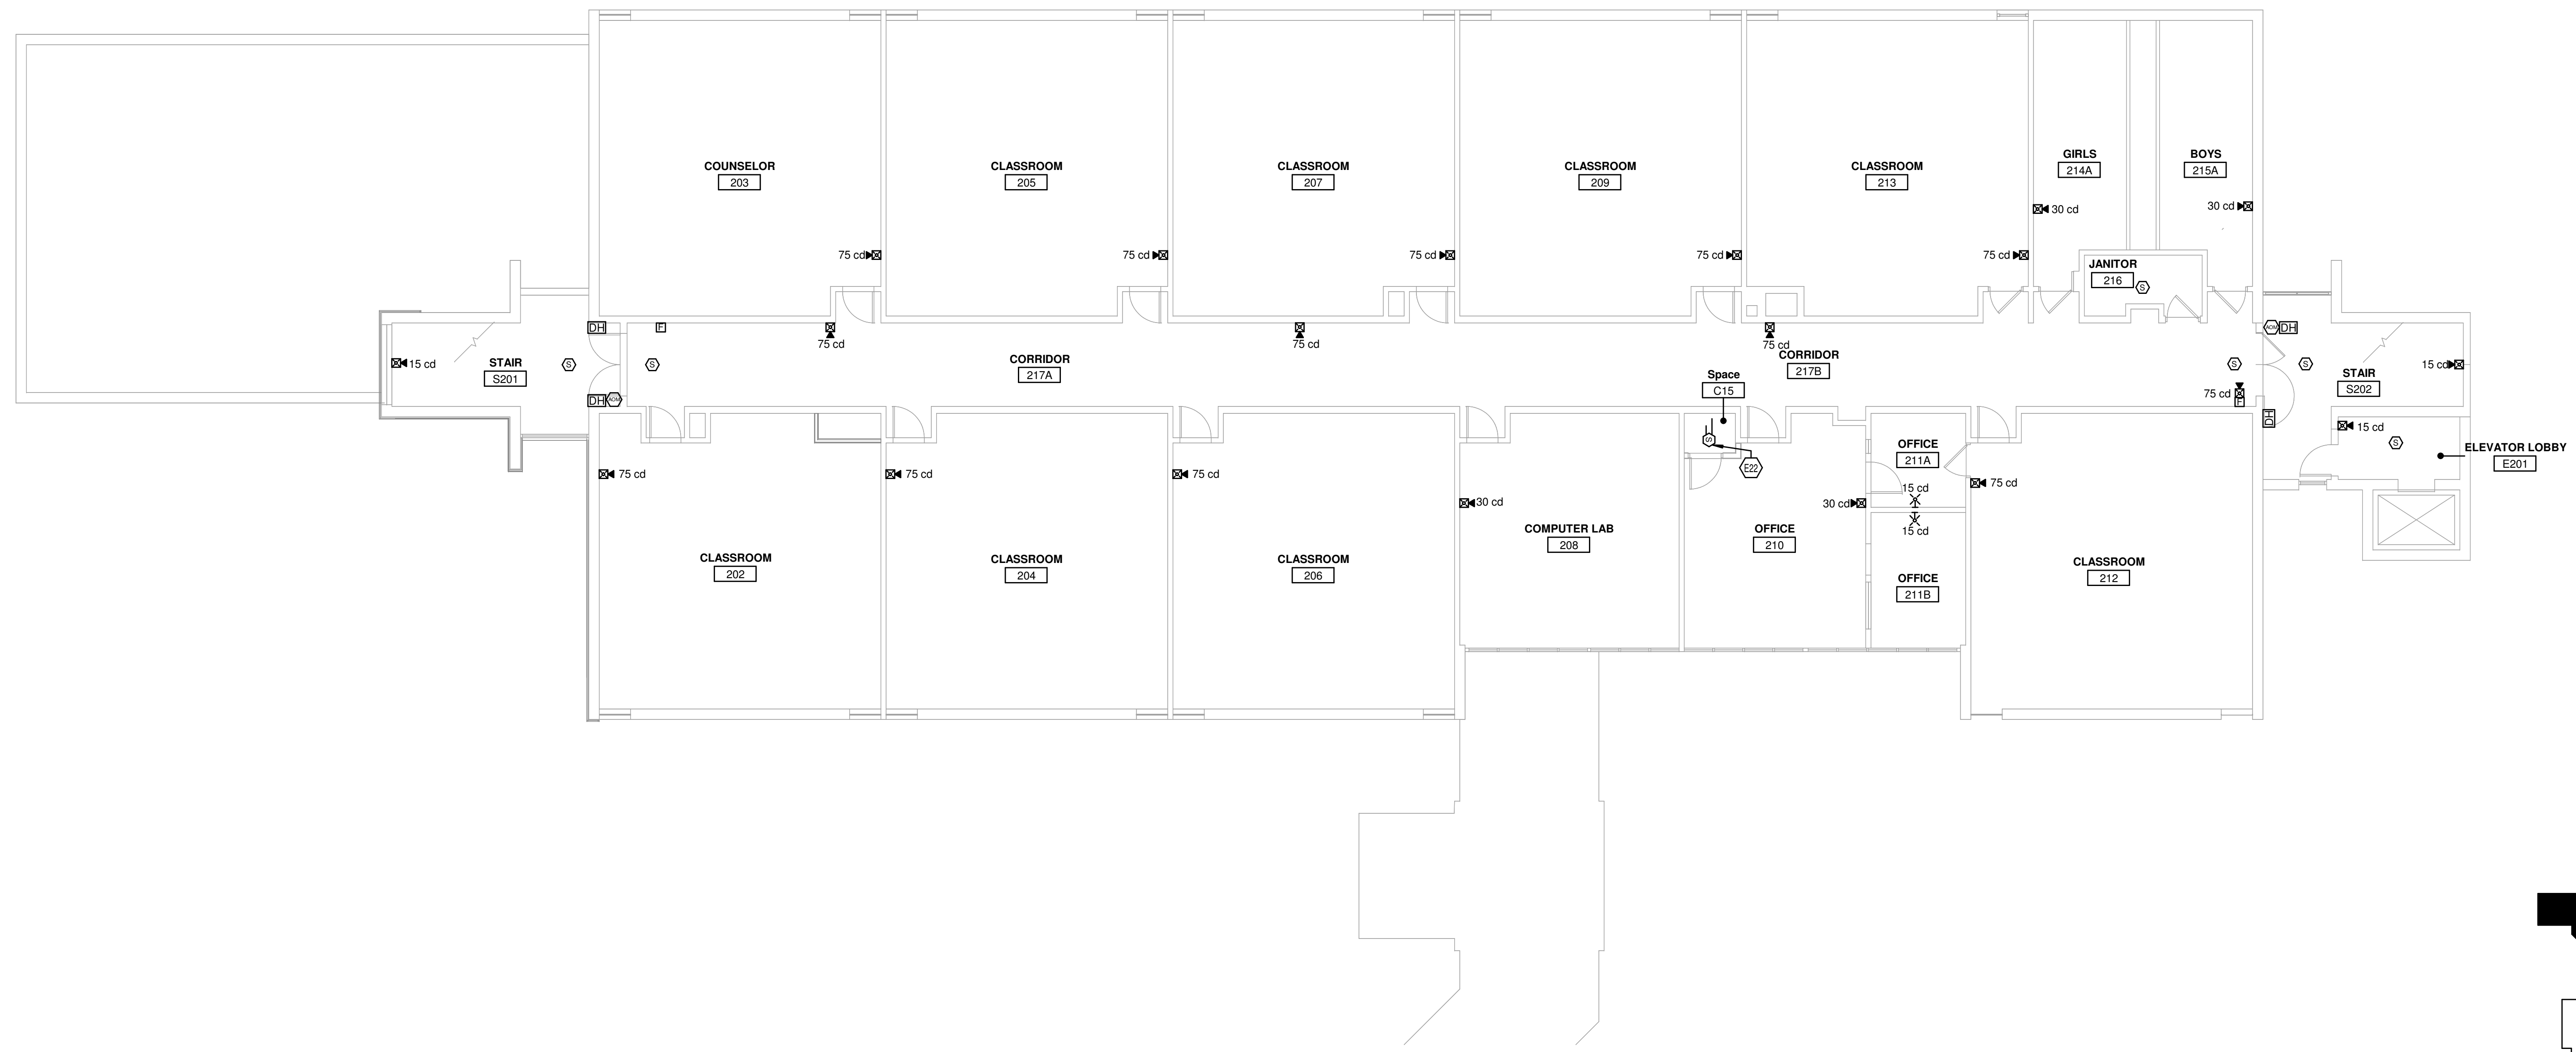 COUNSELOR
203
CLASSROOM
205
CLASSROOM
207
CLASSROOM
209
CLASSROOM
213
GIRLS
214A
BOYS
215A
30 cd
30 cd
75 cd
75 cd
75 cd
75 cd
75 cd
JANITOR
216
S
DH
F
75 cd
75 cd
75 cd
ADM
DH
STAIR
S201
15 cd
S
S
CORRIDOR
217A
CORRIDOR
217B
S
S
STAIR
S202
15 cd
Space
C15
75 cd
F
DH
DH
ADM
15 cd
S
ELEVATOR LOBBY
E201
S
E22
OFFICE
211A
75 cd
75 cd
75 cd
30 cd
30 cd
15 cd
75 cd
15 cd
COMPUTER LAB
208
OFFICE
210
CLASSROOM
202
CLASSROOM
204
CLASSROOM
206
OFFICE
211B
CLASSROOM
212